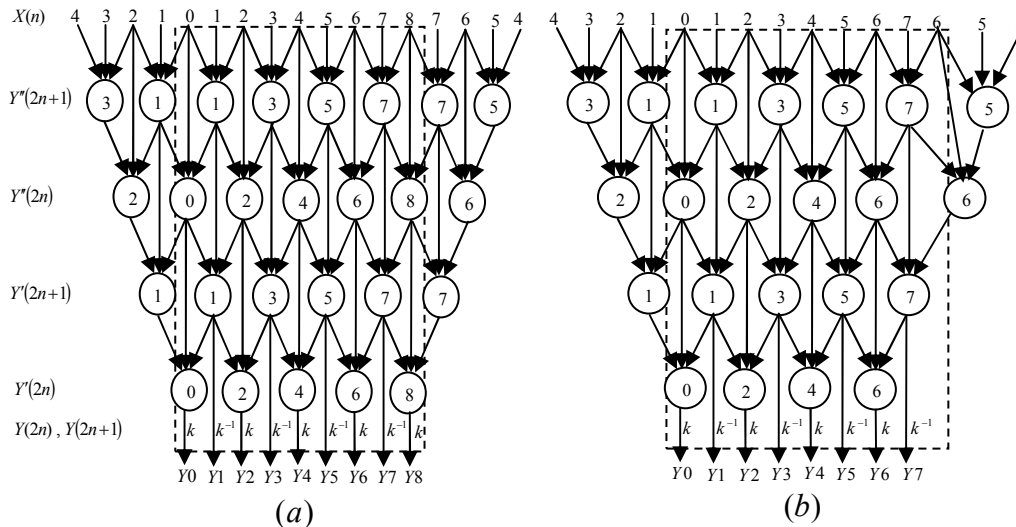 X(n) 4 3 2 1 0 1 2 3 4 5 6 7 8 7 6 5 4
4 3 2 1 0 1 2 3 4 5 6 7 6 5 4
Y″(2n+1) 3 1 1 3 5 7 7 5
3 1 1 3 5 7 5
Y″(2n) 2 0 2 4 6 8 6
2 0 2 4 6 6
Y′(2n+1) 1 1 3 5 7 7
1 1 3 5 7
Y′(2n) 0 2 4 6 8
0 2 4 6
Y(2n) , Y(2n+1) k k⁻¹ k k⁻¹ k k⁻¹ k k⁻¹ k
k k⁻¹ k k⁻¹ k k⁻¹ k k⁻¹
Y0 Y1 Y2 Y3 Y4 Y5 Y6 Y7 Y8
Y0 Y1 Y2 Y3 Y4 Y5 Y6 Y7
(a)
(b)